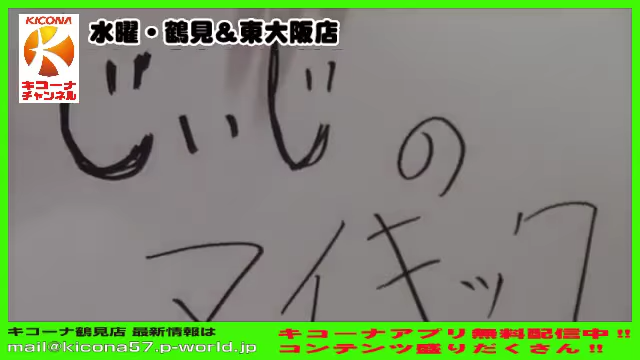 KICONA
キコーナ
チャンネル
水曜・鶴見&東大阪店
じぃじ
の
マイキック
キコーナ鶴見店 最新情報は
mail@kicona57.p-world.jp
キコーナアプリ無料配信中!!
コンテンツ盛りだくさん!!